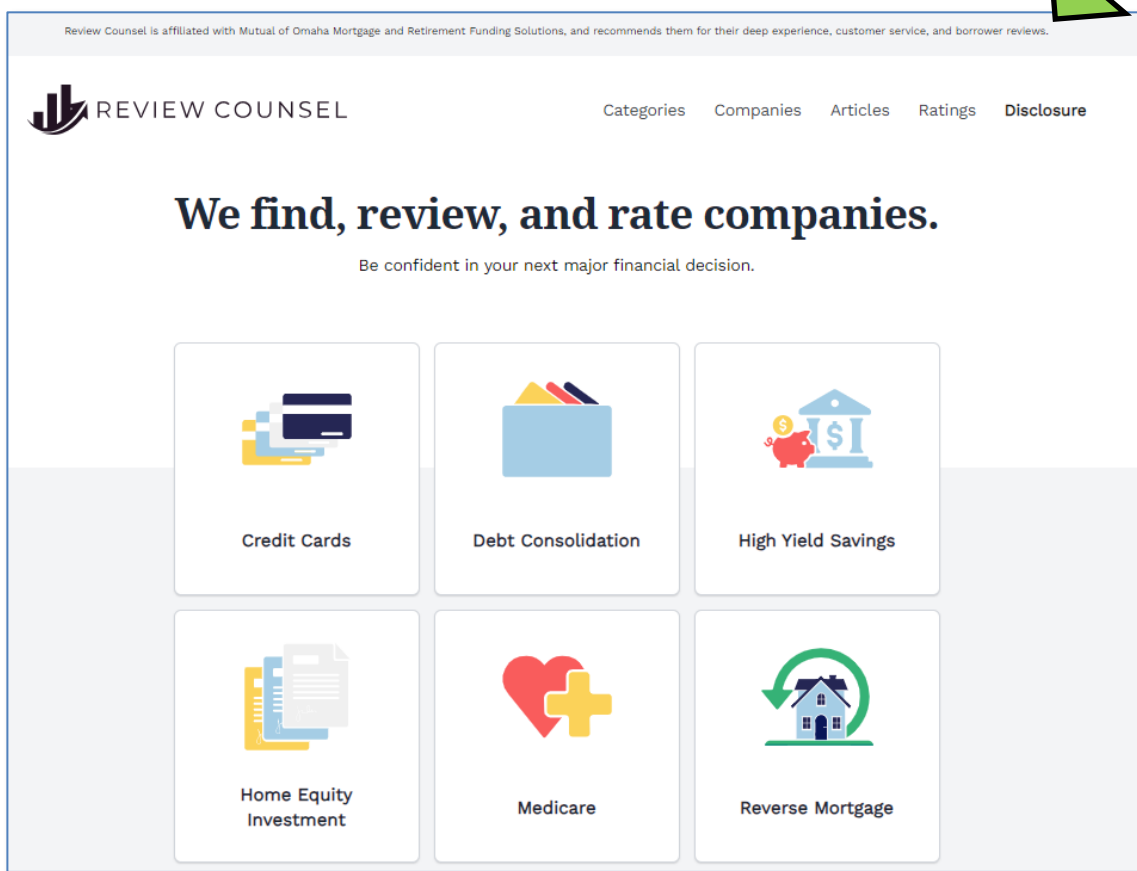 Review Counsel is affiliated with Mutual of Omaha Mortgage and Retirement Funding Solutions, and recommends them for their deep experience, customer service, and borrower reviews.
REVIEW COUNSEL
Categories Companies Articles Ratings Disclosure
We find, review, and rate companies.
Be confident in your next major financial decision.
$
$
Credit Cards Debt Consolidation High Yield Savings
Home Equity
Investment
Medicare
Reverse Mortgage